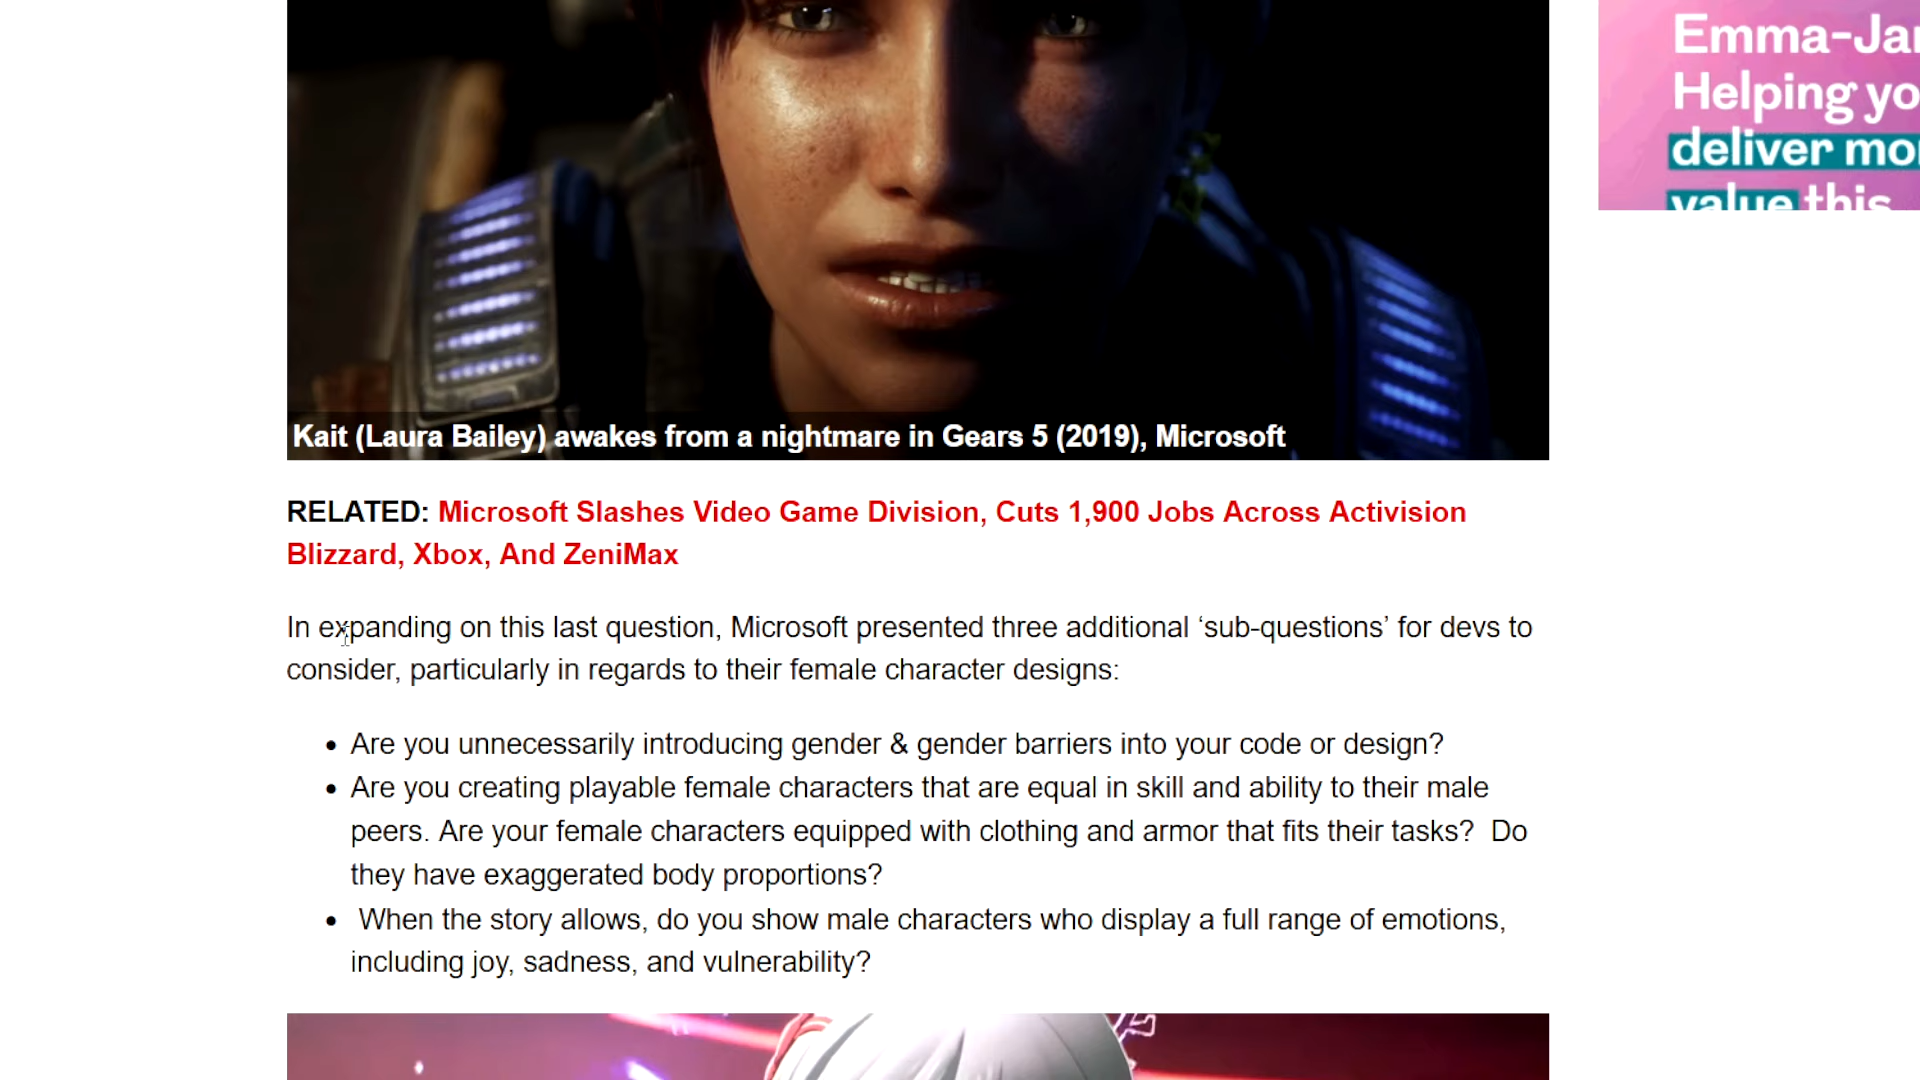 Emma-Ja
Helping yo
deliver mo
value this
Kait (Laura Bailey) awakes from a nightmare in Gears 5 (2019), Microsoft
RELATED: Microsoft Slashes Video Game Division, Cuts 1,900 Jobs Across Activision
Blizzard, Xbox, And ZeniMax
In expanding on this last question, Microsoft presented three additional ‘sub-questions’ for devs to
consider, particularly in regards to their female character designs:
• Are you unnecessarily introducing gender & gender barriers into your code or design?
• Are you creating playable female characters that are equal in skill and ability to their male
peers. Are your female characters equipped with clothing and armor that fits their tasks?  Do
they have exaggerated body proportions?
• When the story allows, do you show male characters who display a full range of emotions,
including joy, sadness, and vulnerability?